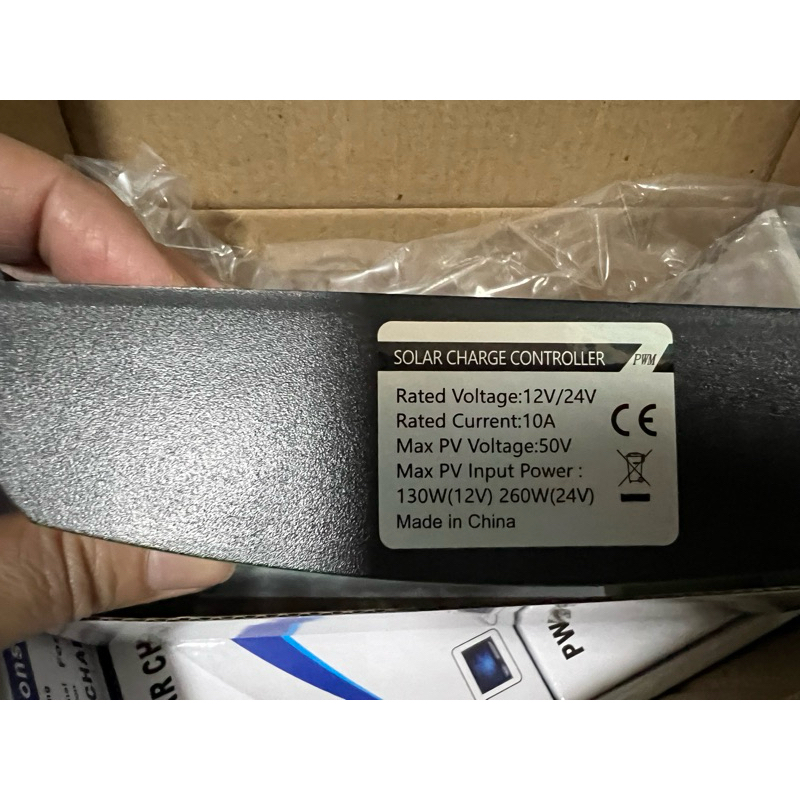 SOLAR CHARGE CONTROLLER PWM
Rated Voltage:12V/24V
Rated Current:10A
Max PV Voltage:50V
Max PV Input Power :
130W(12V) 260W(24V)
Made in China
CE